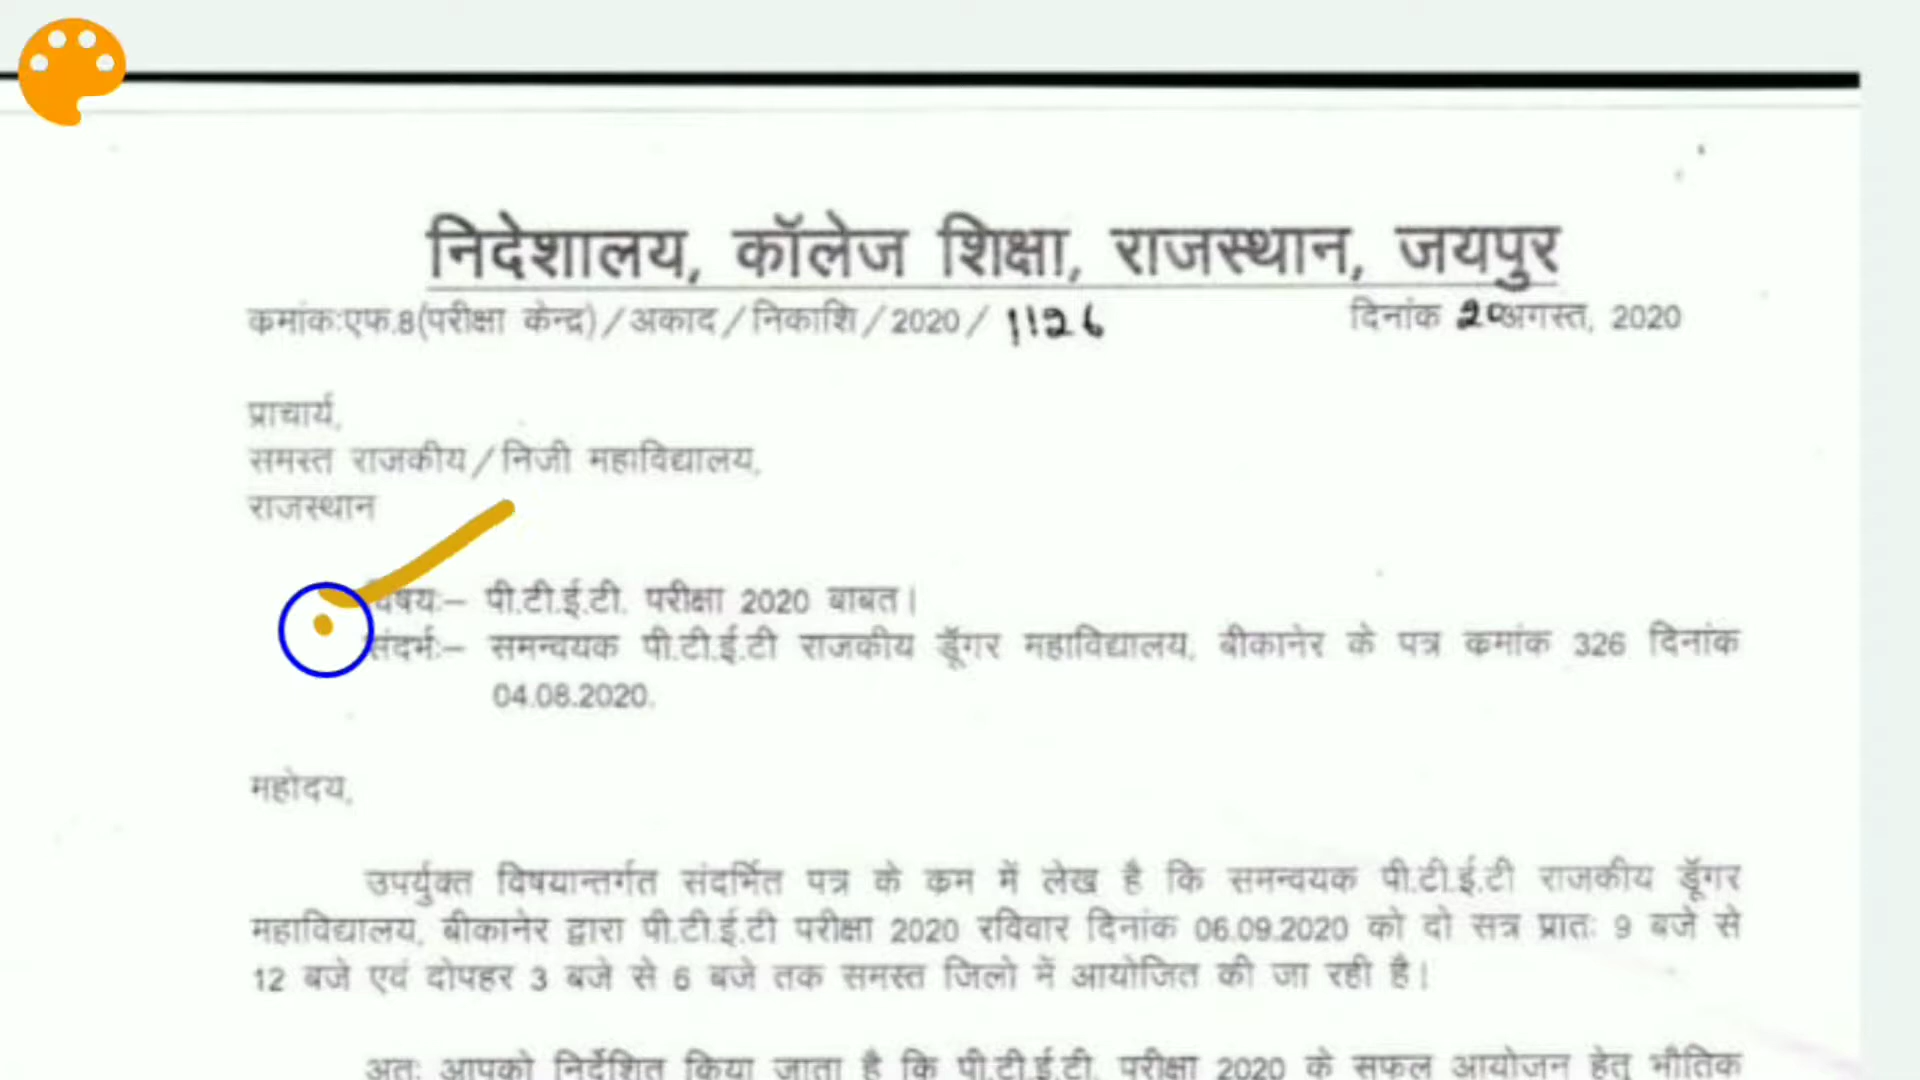 निदेशालय, कॉलेज शिक्षा, राजस्थान, जयपुर
कमांकःएफ.8(परीक्षा केन्द्र)/अकाद/निकाशि/2020/ 1126 दिनांक 20अगस्त, 2020
प्राचार्य,
समस्त राजकीय/निजी महाविद्यालय,
राजस्थान
विषयः– पी.टी.ई.टी. परीक्षा 2020 बाबत।
संदर्भः– समन्वयक पी.टी.ई.टी राजकीय डूँगर महाविद्यालय, बीकानेर के पत्र कमांक 326 दिनांक
04.08.2020.
महोदय,
उपर्युक्त विषयान्तर्गत संदर्भित पत्र के कम में लेख है कि समन्वयक पी.टी.ई.टी राजकीय डूँगर
महाविद्यालय, बीकानेर द्वारा पी.टी.ई.टी परीक्षा 2020 रविवार दिनांक 06.09.2020 को दो सत्र प्रातः 9 बजे से
12 बजे एवं दोपहर 3 बजे से 6 बजे तक समस्त जिलो में आयोजित की जा रही है।
अतः आपको निर्देशित किया जाता है कि पी.टी.ई.टी. परीक्षा 2020 के सफल आयोजन हेतु भौतिक